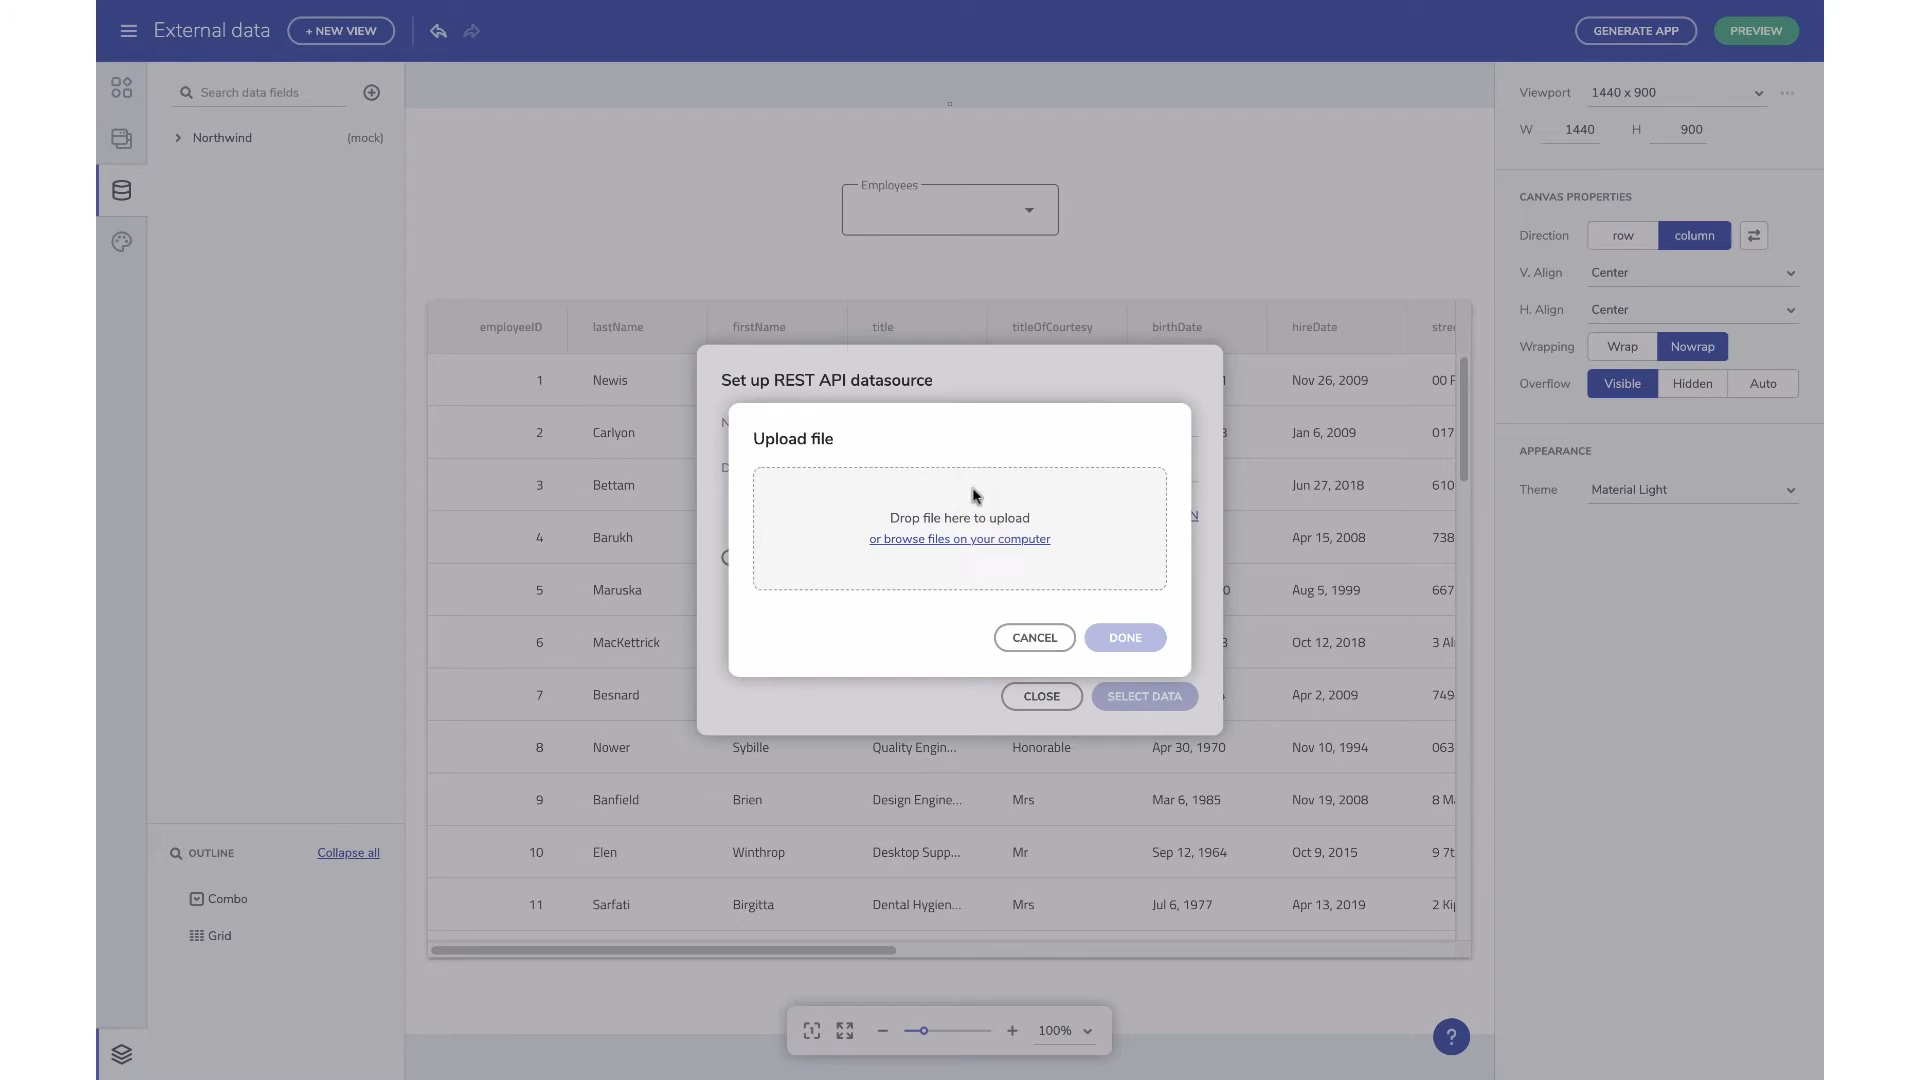 External data
+ NEW VIEW
GENERATE APP
PREVIEW
Search data fields
Northwind (mock)
OUTLINE
Collapse all
Combo
Grid
Employees
employeeID lastName firstName title titleOfCourtesy birthDate hireDate
1 Newis Nov 26, 2009
2 Carlyon Jan 6, 2009 017
3 Bettam Jun 27, 2018 610
4 Barukh Apr 15, 2008 738
5 Maruska Aug 5, 1999 667
6 MacKettrick Oct 12, 2018
7 Besnard Apr 2, 2009 749
8 Nower Sybille Quality Engin... Honorable Apr 30, 1970 Nov 10, 1994 063
9 Banfield Brien Design Engine... Mrs Mar 6, 1985 Nov 19, 2008
10 Elen Winthrop Desktop Supp... Mr Sep 12, 1964 Oct 9, 2015 9 7t
11 Sarfati Birgitta Dental Hygien... Mrs Jul 6, 1977 Apr 13, 2019
Set up REST API datasource
Upload file
Drop file here to upload
or browse files on your computer
CANCEL
DONE
CLOSE
SELECT DATA
100%
?
Viewport 1440 x 900
W 1440 H 900
CANVAS PROPERTIES
Direction row column
V. Align Center
H. Align Center
Wrapping Wrap Nowrap
Overflow Visible Hidden Auto
APPEARANCE
Theme Material Light